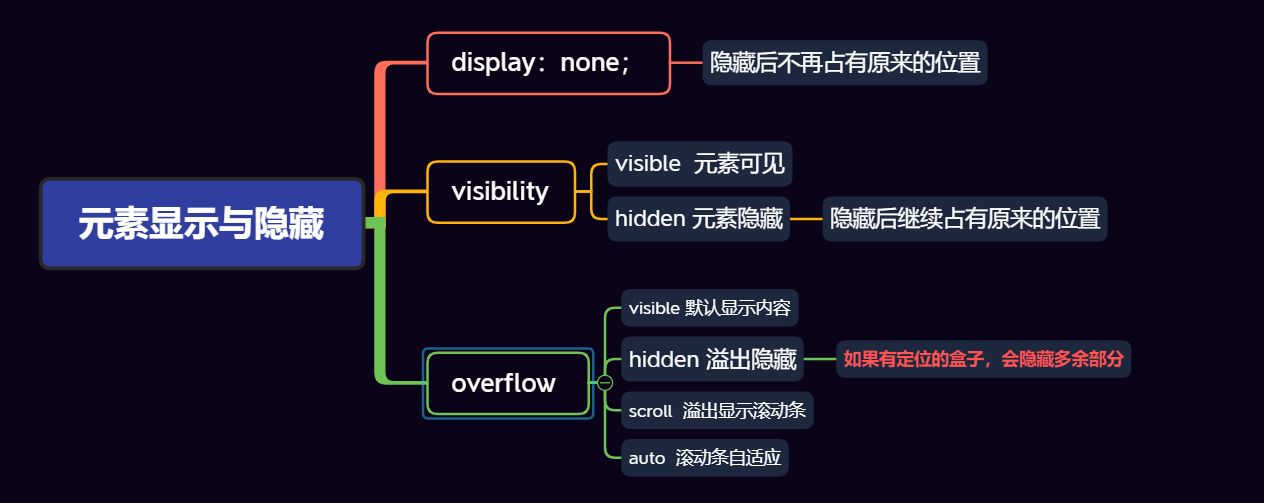 元素显示与隐藏
display：none；
隐藏后不再占有原来的位置
visibility
visible 元素可见
hidden 元素隐藏
隐藏后继续占有原来的位置
overflow
visible 默认显示内容
hidden 溢出隐藏
如果有定位的盒子，会隐藏多余部分
scroll 溢出显示滚动条
auto 滚动条自适应